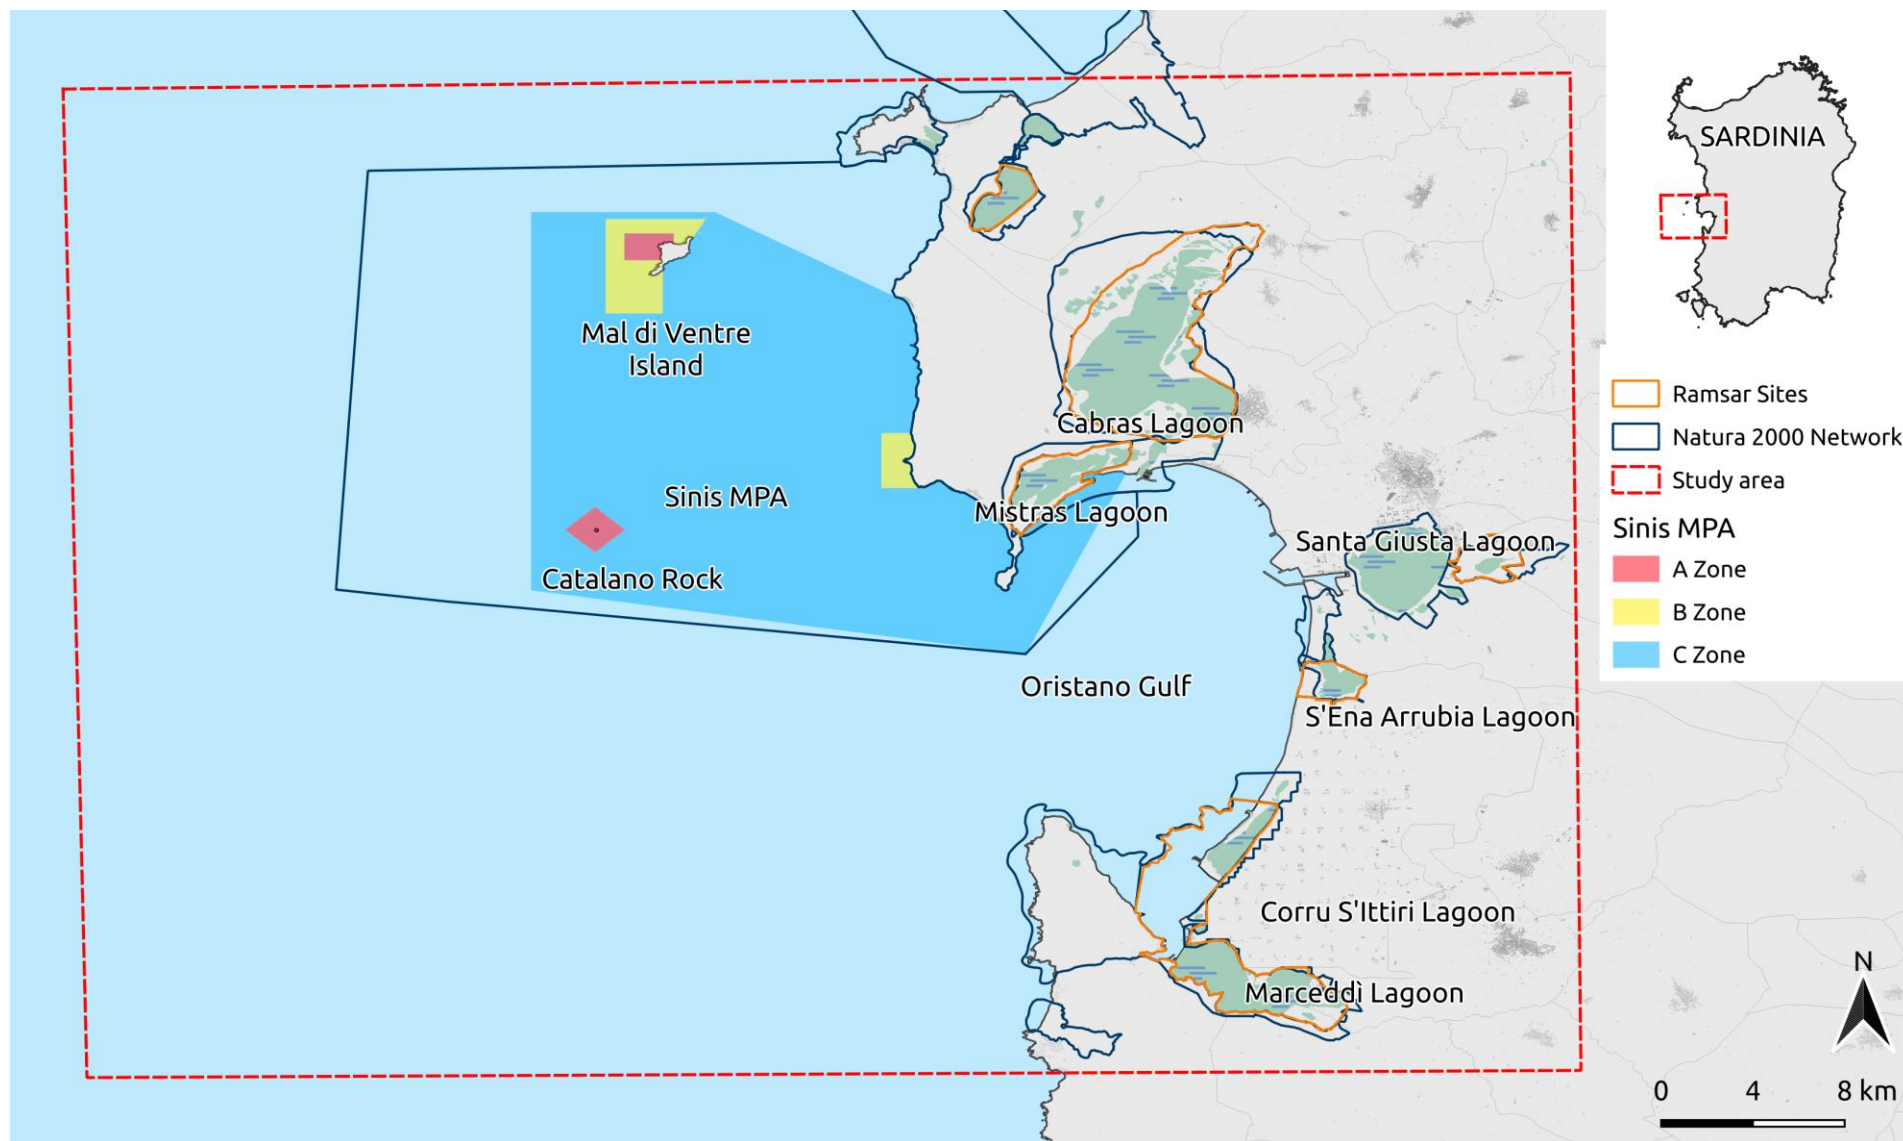 SARDINIA
Mal di Ventre
Island
Cabras Lagoon
Sinis MPA
Mistras Lagoon
Catalano Rock
Santa Giusta Lagoon
Oristano Gulf
S'Ena Arrubia Lagoon
Corru S'Ittiri Lagoon
Marceddì Lagoon
Ramsar Sites
Natura 2000 Network
Study area
Sinis MPA
A Zone
B Zone
C Zone
N
0 4 8 km